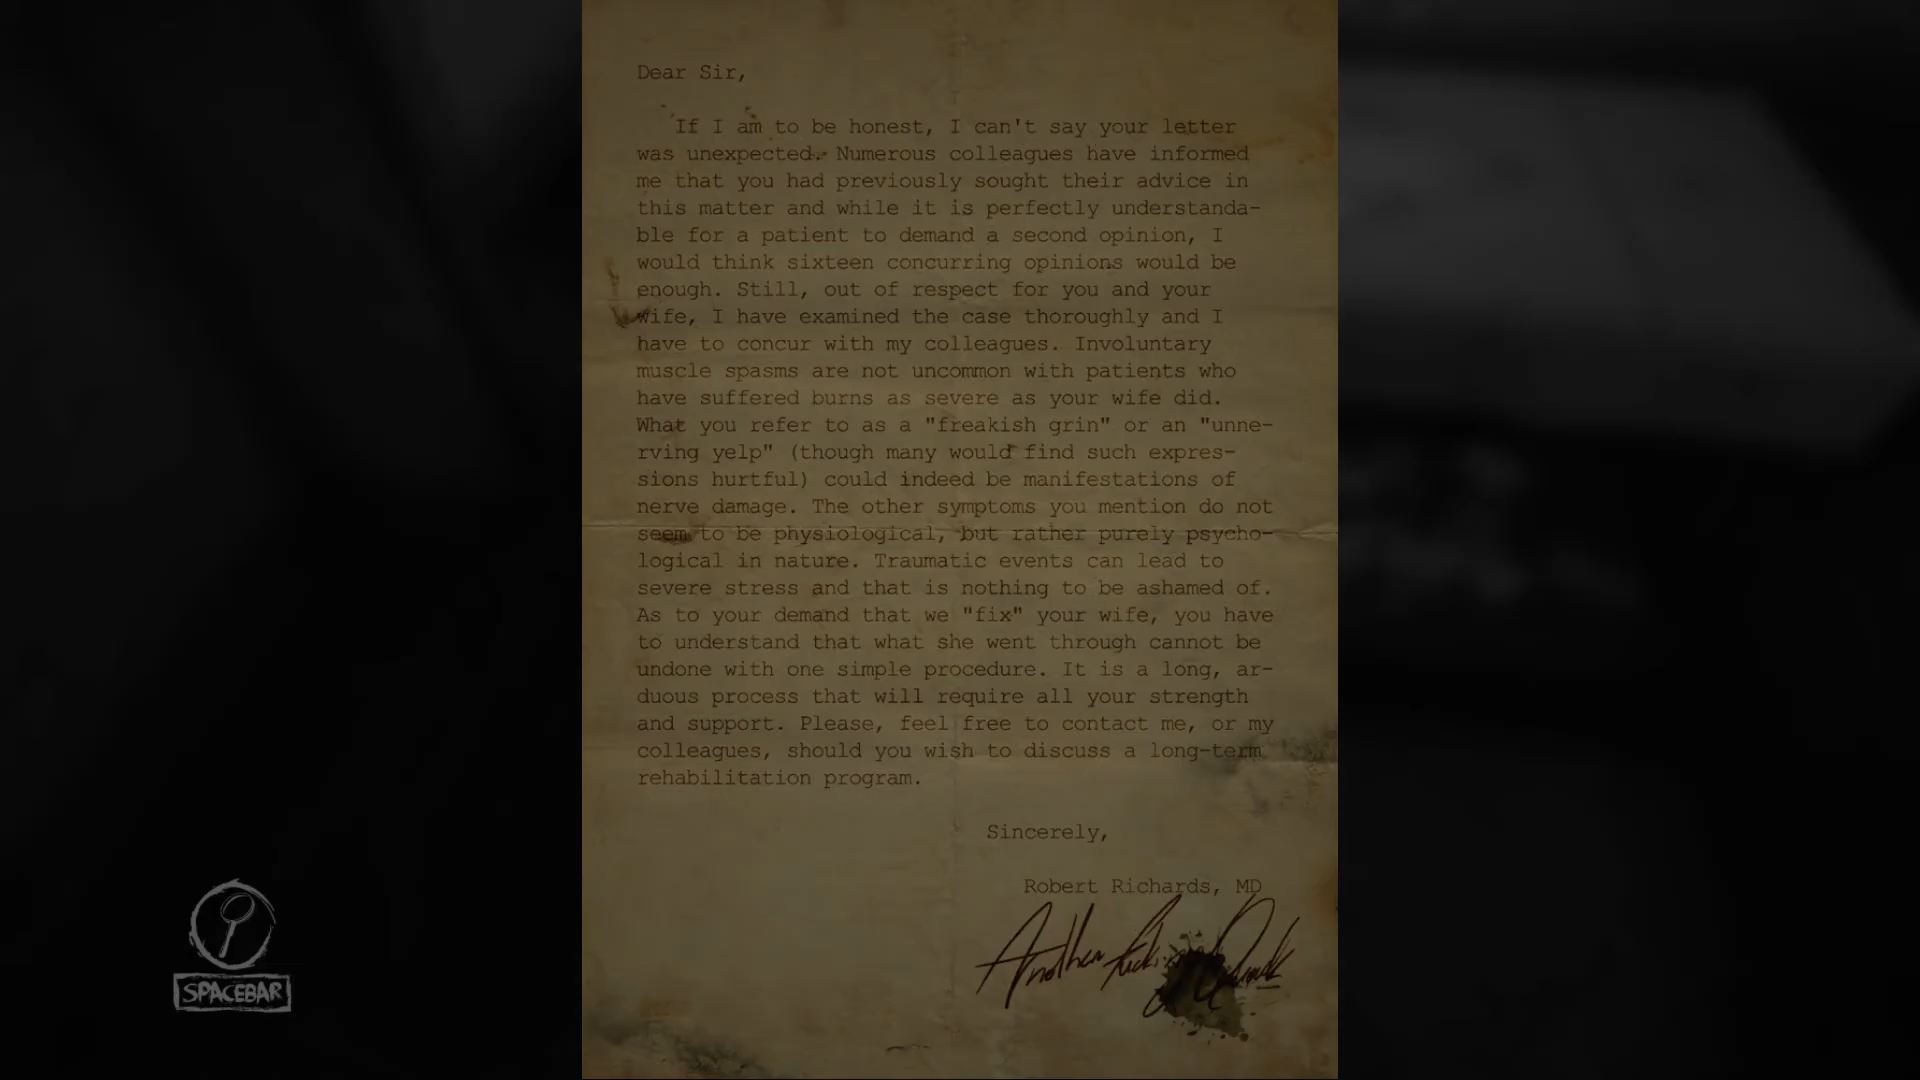 Dear Sir,
If I am to be honest, I can't say your letter
was unexpected. Numerous colleagues have informed
me that you had previously sought their advice in
this matter and while it is perfectly understanda-
ble for a patient to demand a second opinion, I
would think sixteen concurring opinions would be
enough. Still, out of respect for you and your
wife, I have examined the case thoroughly and I
have to concur with my colleagues. Involuntary
muscle spasms are not uncommon with patients who
have suffered burns as severe as your wife did.
What you refer to as a "freakish grin" or an "unne-
rving yelp" (though many would find such expres-
sions hurtful) could indeed be manifestations of
nerve damage. The other symptoms you mention do not
seem to be physiological, but rather purely psycho-
logical in nature. Traumatic events can lead to
severe stress and that is nothing to be ashamed of.
As to your demand that we "fix" your wife, you have
to understand that what she went through cannot be
undone with one simple procedure. It is a long, ar-
duous process that will require all your strength
and support. Please, feel free to contact me, or my
colleagues, should you wish to discuss a long-term
rehabilitation program.
Sincerely,
Robert Richards, MD
Another
SPACEBAR